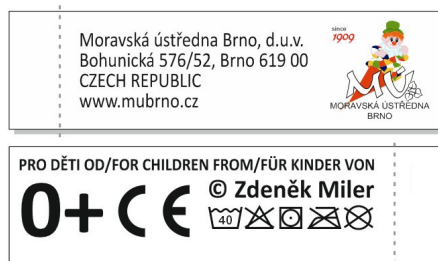 Moravská ústředna Brno, d.u.v.
Bohunická 576/52, Brno 619 00
CZECH REPUBLIC
www.mubrno.cz
since
1909
MÚ
MORAVSKÁ ÚSTŘEDNA
BRNO
PRO DĚTI OD/FOR CHILDREN FROM/FÜR KINDER VON
0+ CE
© Zdeněk Miler
40